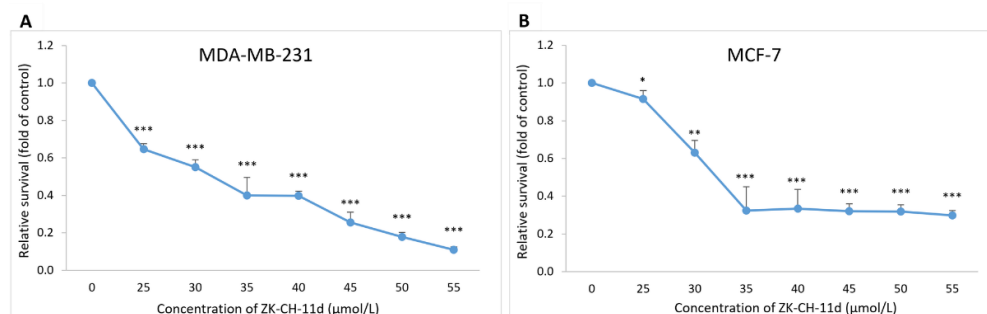 A
MDA-MB-231
Relative survival (fold of control)
1.2
1.0
0.8
0.6
0.4
0.2
0.0
***
***
***
***
***
***
***
0 25 30 35 40 45 50 55
Concentration of ZK-CH-11d (μmol/L)
B
MCF-7
Relative survival (fold of control)
1.2
1.0
0.8
0.6
0.4
0.2
0.0
*
**
***
***
***
***
***
0 25 30 35 40 45 50 55
Concentration of ZK-CH-11d (μmol/L)